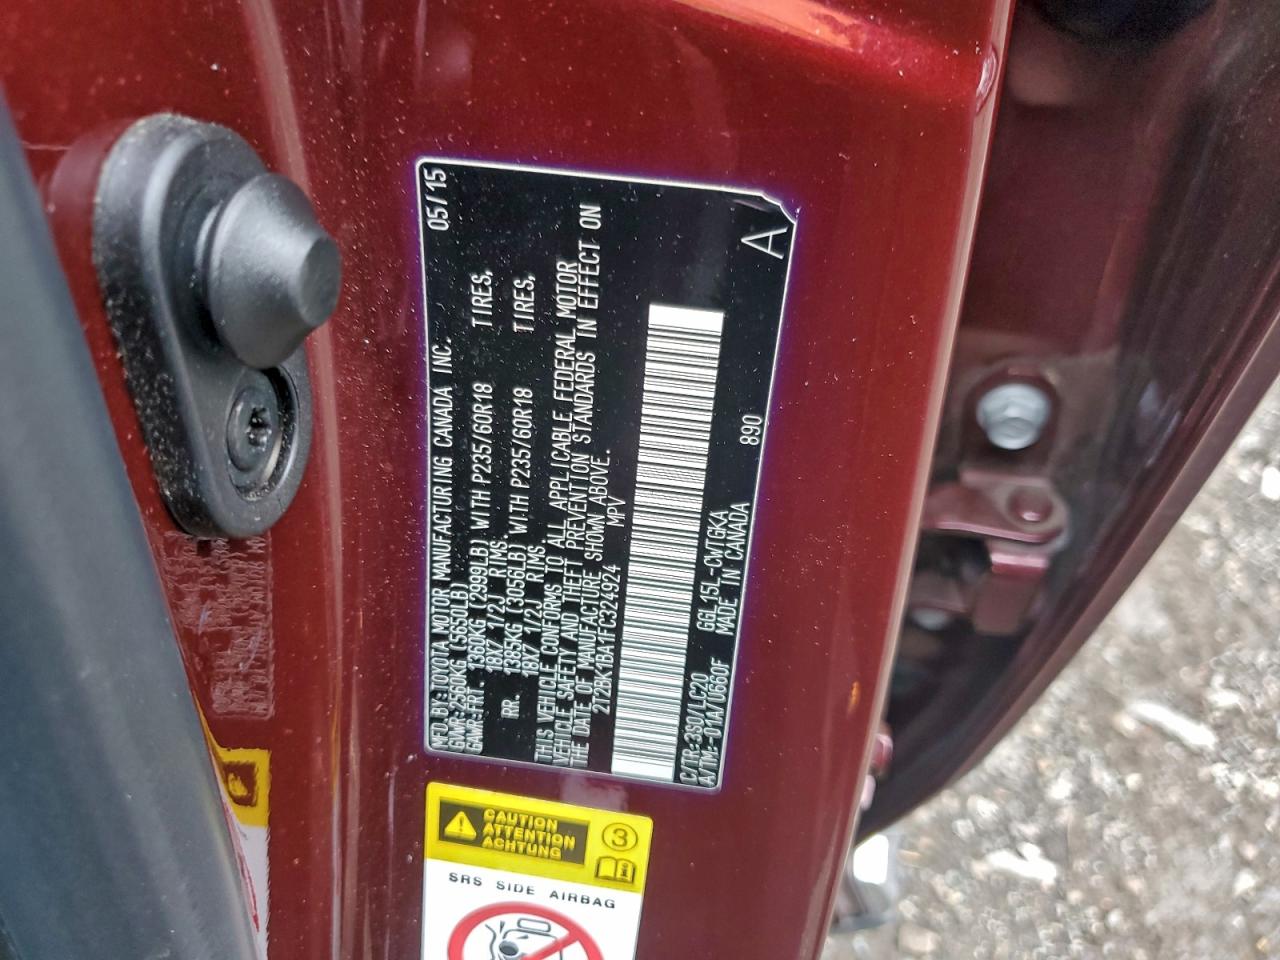 MFD.BY:TOYOTA MOTOR MANUFACTURING CANADA INC. 05/15
GVWR:2560KG (5650LB)
GAWR:FRT 1360KG (2999LB) WITH P235/60R18 TIRES,
18X7 1/2J RIMS.
RR. 1385KG (3056LB) WITH P235/60R18 TIRES,
18X7 1/2J RIMS.
THIS VEHICLE CONFORMS TO ALL APPLICABLE FEDERAL MOTOR
VEHICLE SAFETY AND THEFT PREVENTION STANDARDS IN EFFECT ON
THE DATE OF MANUFACTURE SHOWN ABOVE.
2T2BK1BA1FC324924 MPV
C/TR:3S0/LC20 GGL15L-CWTGKA 890
A/TM:-01A/U660F MADE IN CANADA
A
CAUTION
ATTENTION
ACHTUNG
3
SRS SIDE AIRBAG